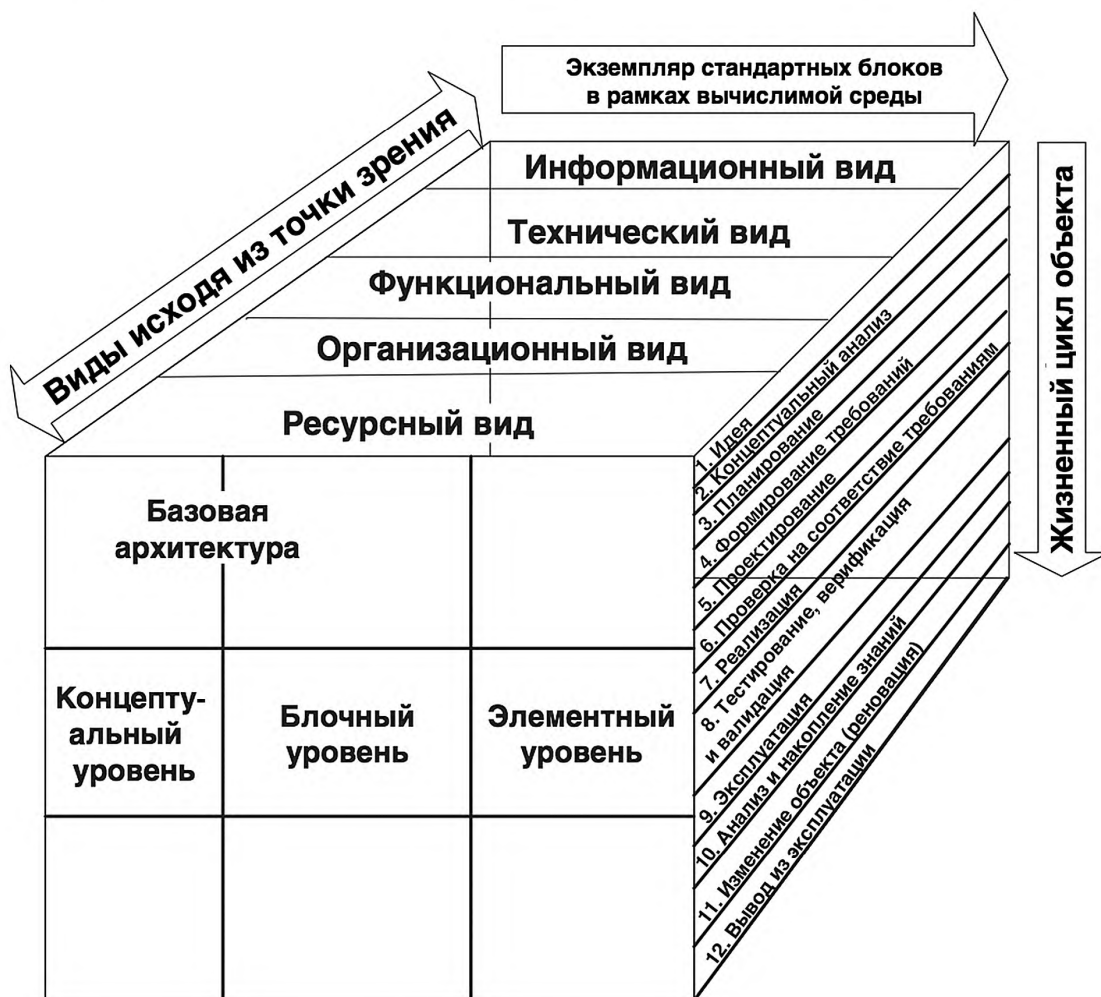 Экземпляр стандартных блоков
в рамках вычислимой среды
Виды исходя из точки зрения
Жизненный цикл объекта
Информационный вид
Технический вид
Функциональный вид
Организационный вид
Ресурсный вид
Базовая
архитектура
Концепту-
альный
уровень
Блочный
уровень
Элементный
уровень
1. Идея
2. Концептуальный анализ
3. Планирование
4. Формирование требований
5. Проектирование
6. Проверка на соответствие требованиям
7. Реализация
8. Тестирование, верификация
и валидация
9. Эксплуатация
10. Анализ и накопление знаний
11. Изменение объекта (реновация)
12. Вывод из эксплуатации